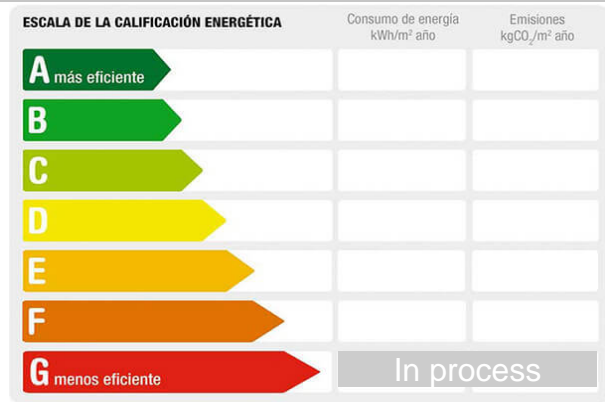 ESCALA DE LA CALIFICACIÓN ENERGÉTICA
Consumo de energía
kWh/m² año
Emisiones
kgCO₂/m² año
A más eficiente
B
C
D
E
F
G menos eficiente
In process